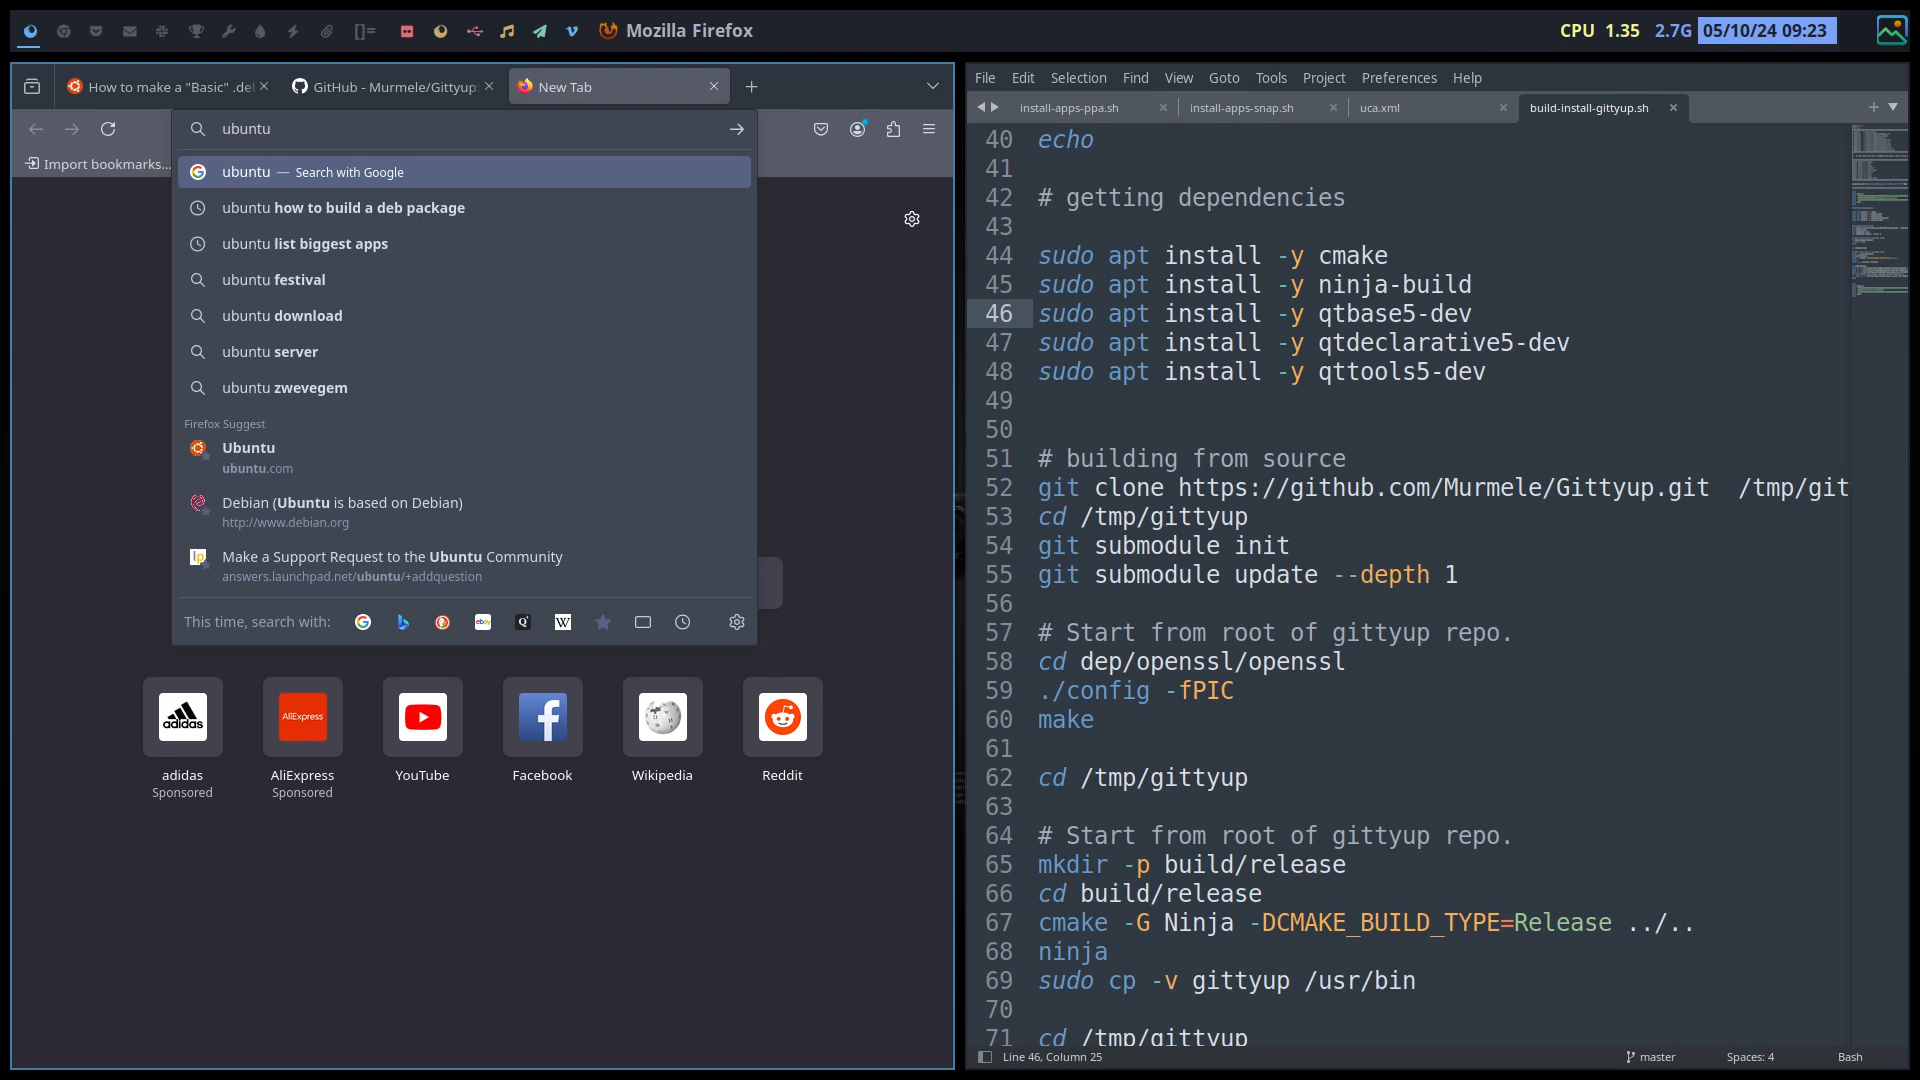 []=
Mozilla Firefox
CPU 1.35 2.7G 05/10/24 09:23
How to make a "Basic" .de
GitHub - Murmele/Gittyup:
New Tab
ubuntu
Import bookmarks...
ubuntu — Search with Google
ubuntu how to build a deb package
ubuntu list biggest apps
ubuntu festival
ubuntu download
ubuntu server
ubuntu zwevegem
Firefox Suggest
Ubuntu
ubuntu.com
Debian (Ubuntu is based on Debian)
http://www.debian.org
Make a Support Request to the Ubuntu Community
answers.launchpad.net/ubuntu/+addquestion
This time, search with:
adidas
AliExpress
adidas
Sponsored
AliExpress
Sponsored
YouTube
Facebook
Wikipedia
Reddit
File Edit Selection Find View Goto Tools Project Preferences Help
install-apps-ppa.sh
install-apps-snap.sh
uca.xml
build-install-gittyup.sh
40 echo
41
42 # getting dependencies
43
44 sudo apt install -y cmake
45 sudo apt install -y ninja-build
46 sudo apt install -y qtbase5-dev
47 sudo apt install -y qtdeclarative5-dev
48 sudo apt install -y qttools5-dev
49
50
51 # building from source
52 git clone https://github.com/Murmele/Gittyup.git  /tmp/git
53 cd /tmp/gittyup
54 git submodule init
55 git submodule update --depth 1
56
57 # Start from root of gittyup repo.
58 cd dep/openssl/openssl
59 ./config -fPIC
60 make
61
62 cd /tmp/gittyup
63
64 # Start from root of gittyup repo.
65 mkdir -p build/release
66 cd build/release
67 cmake -G Ninja -DCMAKE_BUILD_TYPE=Release ../..
68 ninja
69 sudo cp -v gittyup /usr/bin
70
71 cd /tmp/gittyup
Line 46, Column 25
master
Spaces: 4
Bash